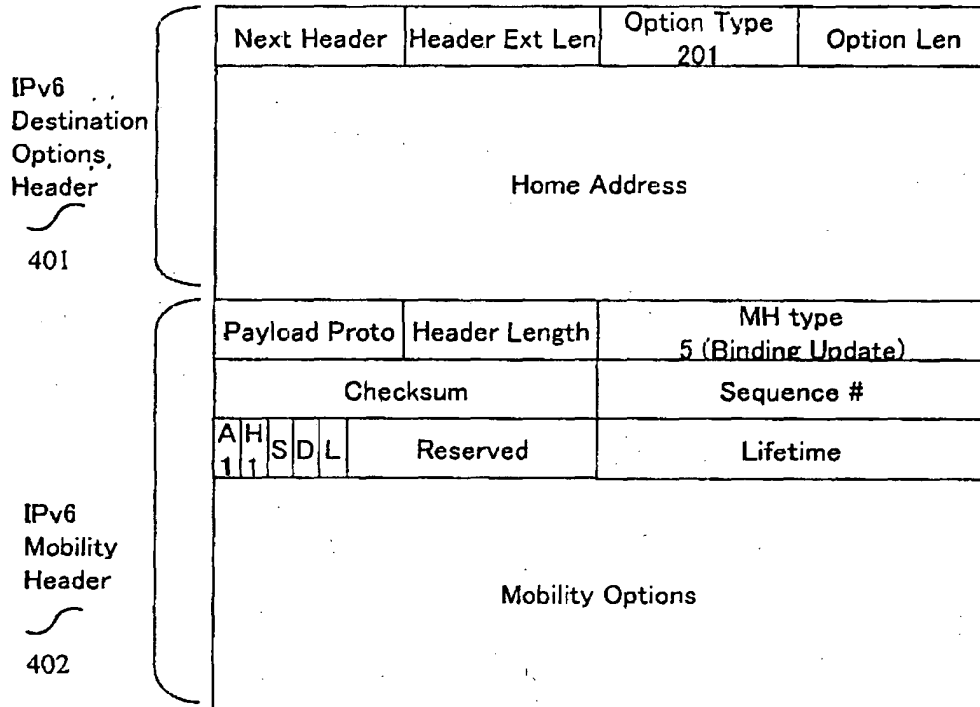 Next Header Header Ext Len Option Type 201 Option Len
IPv6
Destination
Options
Header
401
Home Address
Payload Proto Header Length MH type
5 (Binding Update)
Checksum Sequence #
A 1 H 1 S D L Reserved Lifetime
IPv6
Mobility
Header
402
Mobility Options